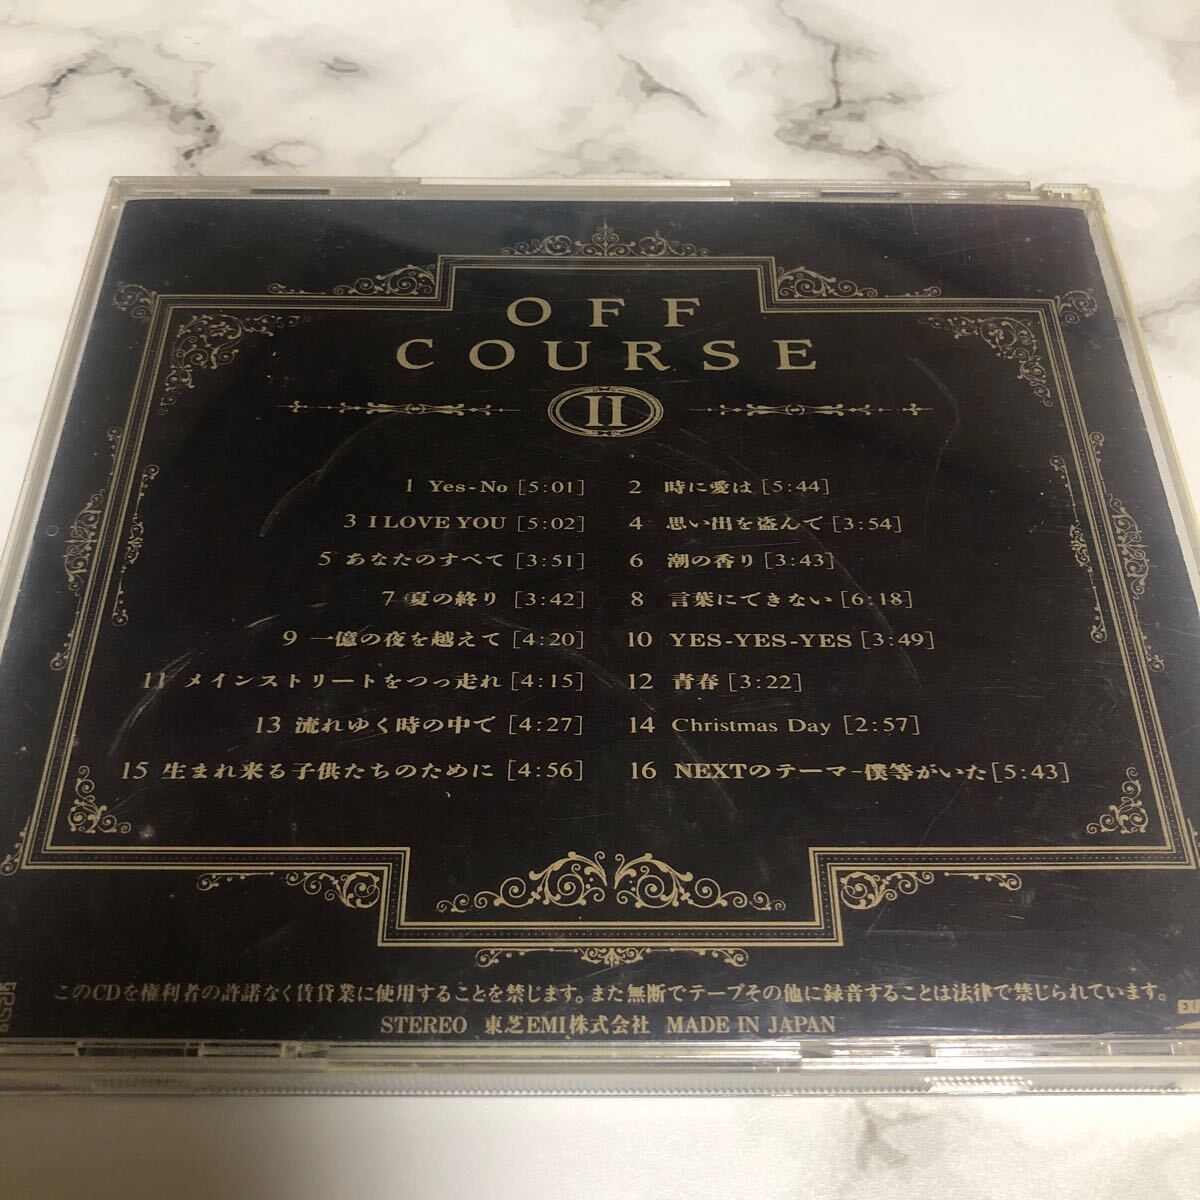 OFF
COURSE
II
1 Yes-No [5:01] 2 時に愛は [5:44]
3 I LOVE YOU [5:02] 4 思い出を盗んで [3:54]
5 あなたのすべて [3:51] 6 潮の香り [3:43]
7 夏の終り [3:42] 8 言葉にできない [6:18]
9 一億の夜を越えて [4:20] 10 YES-YES-YES [3:49]
11 メインストリートをつっ走れ [4:15] 12 青春 [3:22]
13 流れゆく時の中で [4:27] 14 Christmas Day [2:57]
15 生まれ来る子供たちのために [4:56] 16 NEXTのテーマ–僕等がいた [5:43]
このCDを権利者の許諾なく賃貸業に使用することを禁じます。また無断でテープその他に録音することは法律で禁じられています。
STEREO 東芝EMI株式会社 MADE IN JAPAN